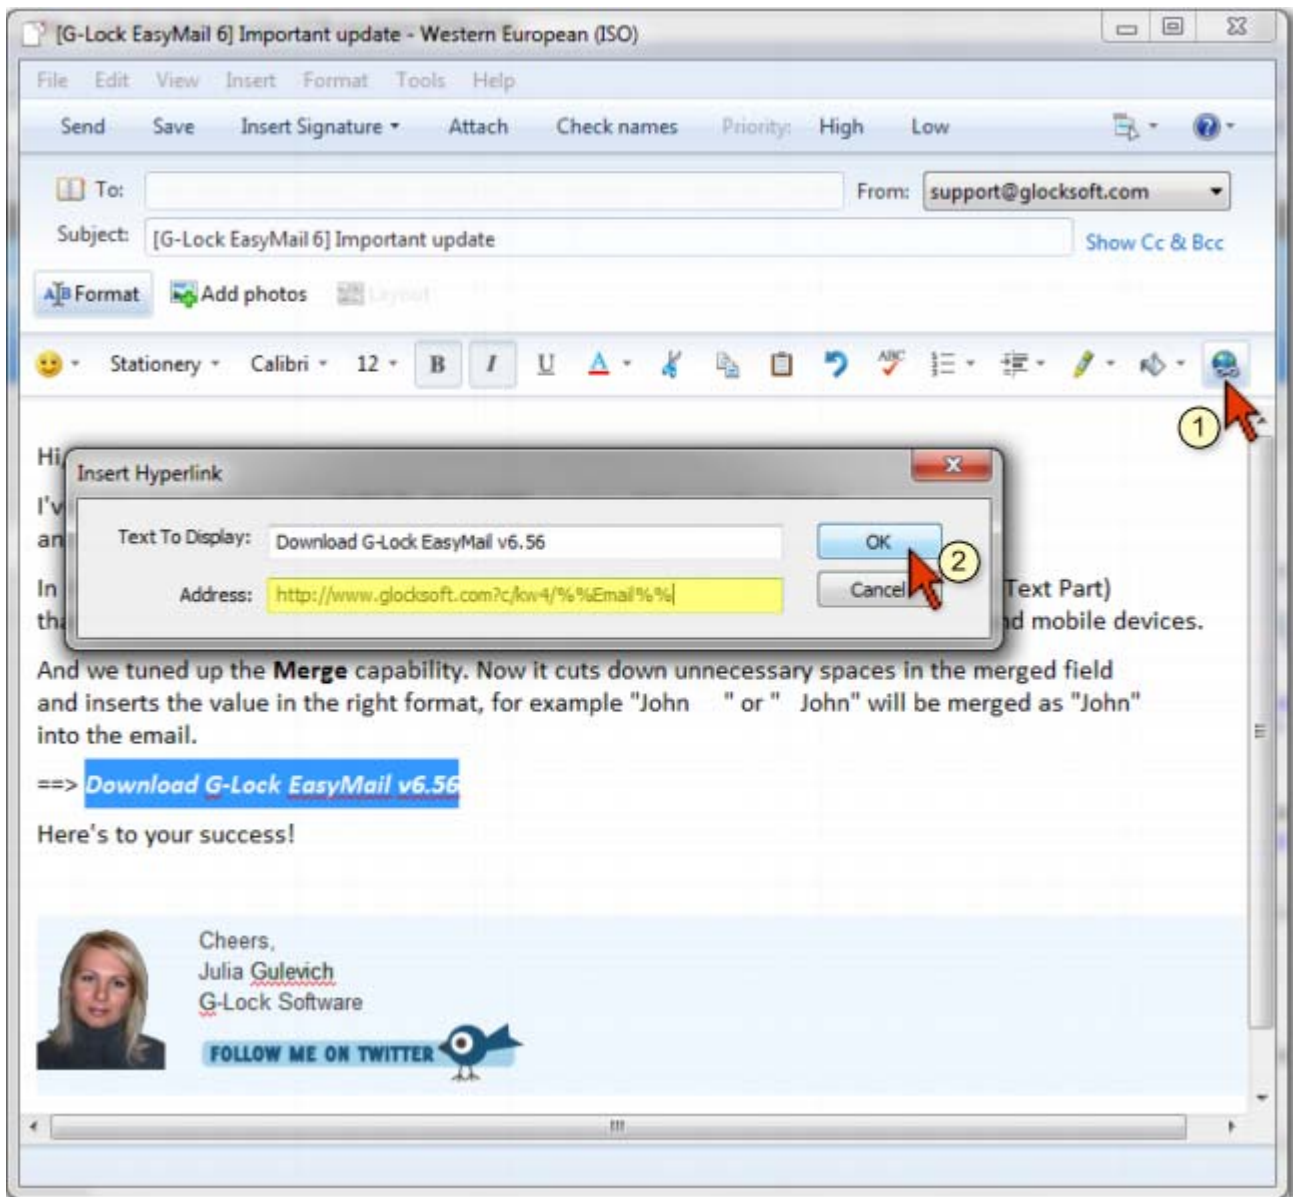 [G-Lock EasyMail 6] Important update - Western European (ISO)
File Edit View Insert Format Tools Help
Send Save Insert Signature Attach Check names Priority: High Low
To: From: support@glocksoft.com
Subject: [G-Lock EasyMail 6] Important update Show Cc & Bcc
A B Format Add photos Layout
Stationery Calibri 12 B I U A ABC
1
Hi,
Insert Hyperlink
I'v
an Text To Display: Download G-Lock EasyMail v6.56 OK
2
In Address: http://www.glocksoft.com?c/kw4/%%Email%% Cancel Text Part)
tha nd mobile devices.
And we tuned up the Merge capability. Now it cuts down unnecessary spaces in the merged field
and inserts the value in the right format, for example "John     " or "   John" will be merged as "John"
into the email.
==> Download G-Lock EasyMail v6.56
Here's to your success!
Cheers,
Julia Gulevich
G-Lock Software
FOLLOW ME ON TWITTER